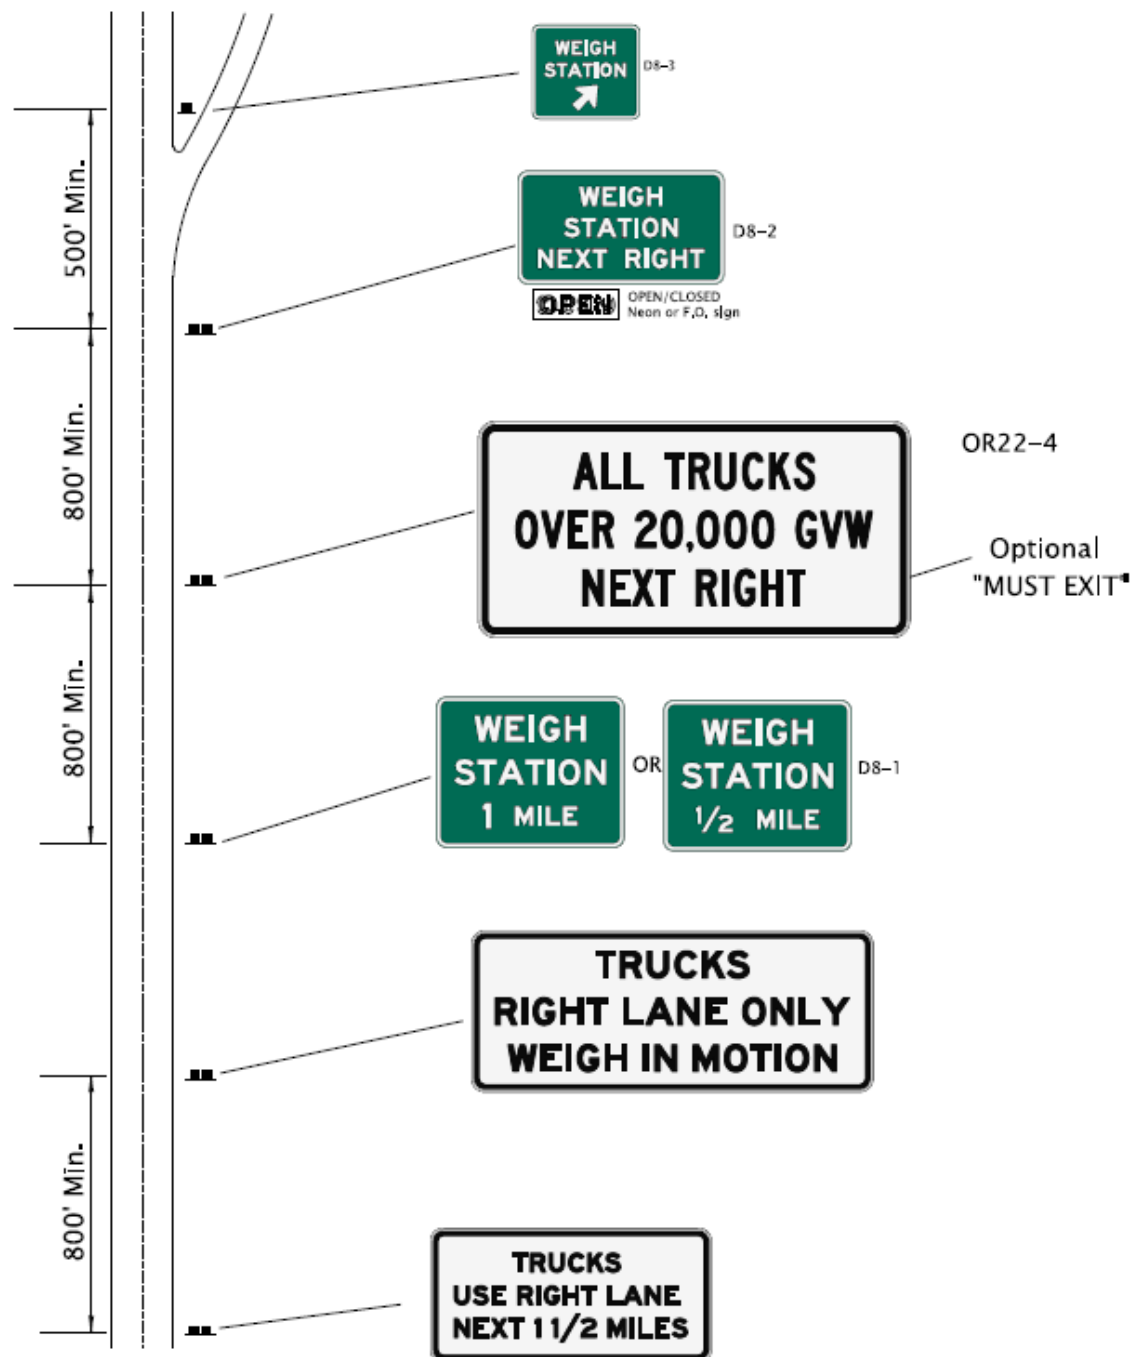 WEIGH
STATION
D8-3
500' Min.
WEIGH
STATION
NEXT RIGHT
D8-2
OPEN/CLOSED
Neon or F.O. sign
800' Min.
ALL TRUCKS
OVER 20,000 GVW
NEXT RIGHT
OR22-4
Optional
"MUST EXIT"
800' Min.
WEIGH
STATION
1 MILE
OR
WEIGH
STATION
1/2 MILE
D8-1
TRUCKS
RIGHT LANE ONLY
WEIGH IN MOTION
800' Min.
TRUCKS
USE RIGHT LANE
NEXT 1 1/2 MILES